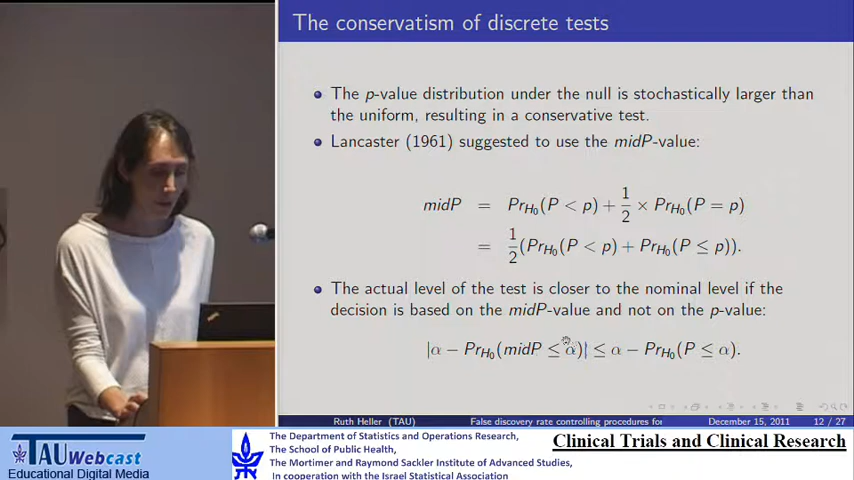 The conservatism of discrete tests
The p-value distribution under the null is stochastically larger than
the uniform, resulting in a conservative test.
Lancaster (1961) suggested to use the midP-value:
midP = Pr_{H_0}(P < p) + \frac{1}{2} × Pr_{H_0}(P = p)
= \frac{1}{2}(Pr_{H_0}(P < p) + Pr_{H_0}(P ≤ p)).
The actual level of the test is closer to the nominal level if the
decision is based on the midP-value and not on the p-value:
|α − Pr_{H_0}(midP ≤ α)| ≤ α − Pr_{H_0}(P ≤ α).
Ruth Heller (TAU) False discovery rate controlling procedures for December 15, 2011 12 / 27
TAU Webcast
Educational Digital Media
The Department of Statistics and Operations Research,
The School of Public Health,
The Mortimer and Raymond Sackler Institute of Advanced Studies,
In cooperation with the Israel Statistical Association
Clinical Trials and Clinical Research